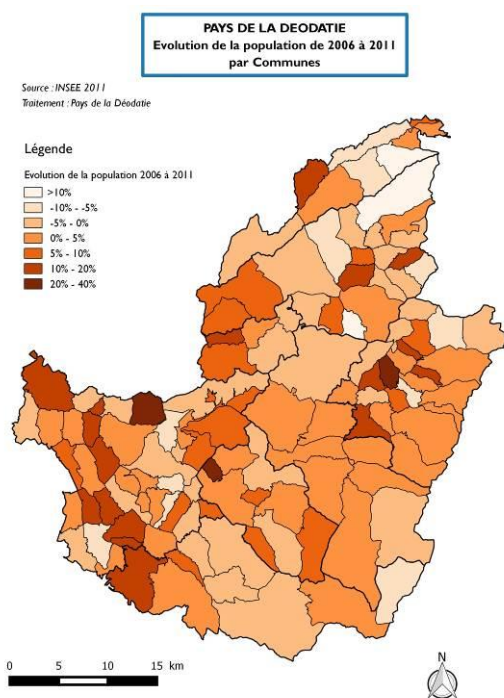 PAYS DE LA DEODATIE
Evolution de la population de 2006 à 2011
par Communes
Source : INSEE 2011
Traitement : Pays de la Déodatie
Légende
Evolution de la population 2006 à 2011
>10%
-10% - -5%
-5% - 0%
0% - 5%
5% - 10%
10% - 20%
20% - 40%
0 5 10 15 km
N